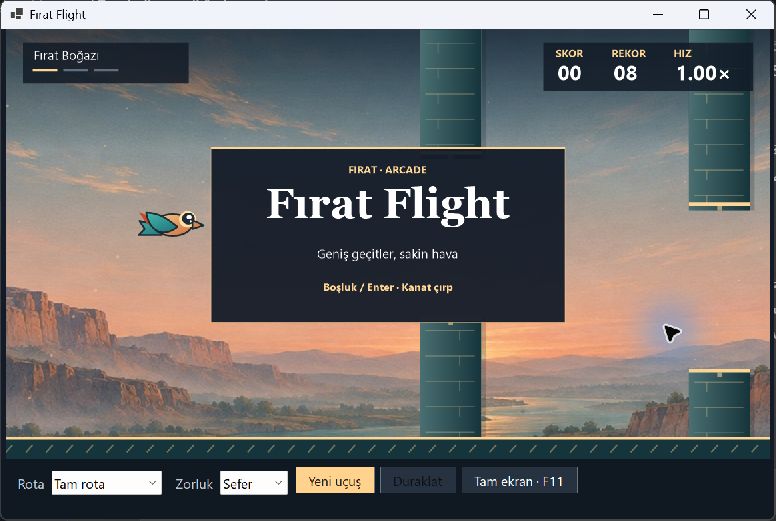 Fırat Flight
Fırat Boğazı
SKOR REKOR HIZ
00 08 1.00×
FIRAT · ARCADE
Fırat Flight
Geniş geçitler, sakin hava
Boşluk / Enter · Kanat çırp
Rota Tam rota Zorluk Sefer Yeni uçuş Duraklat Tam ekran · F11